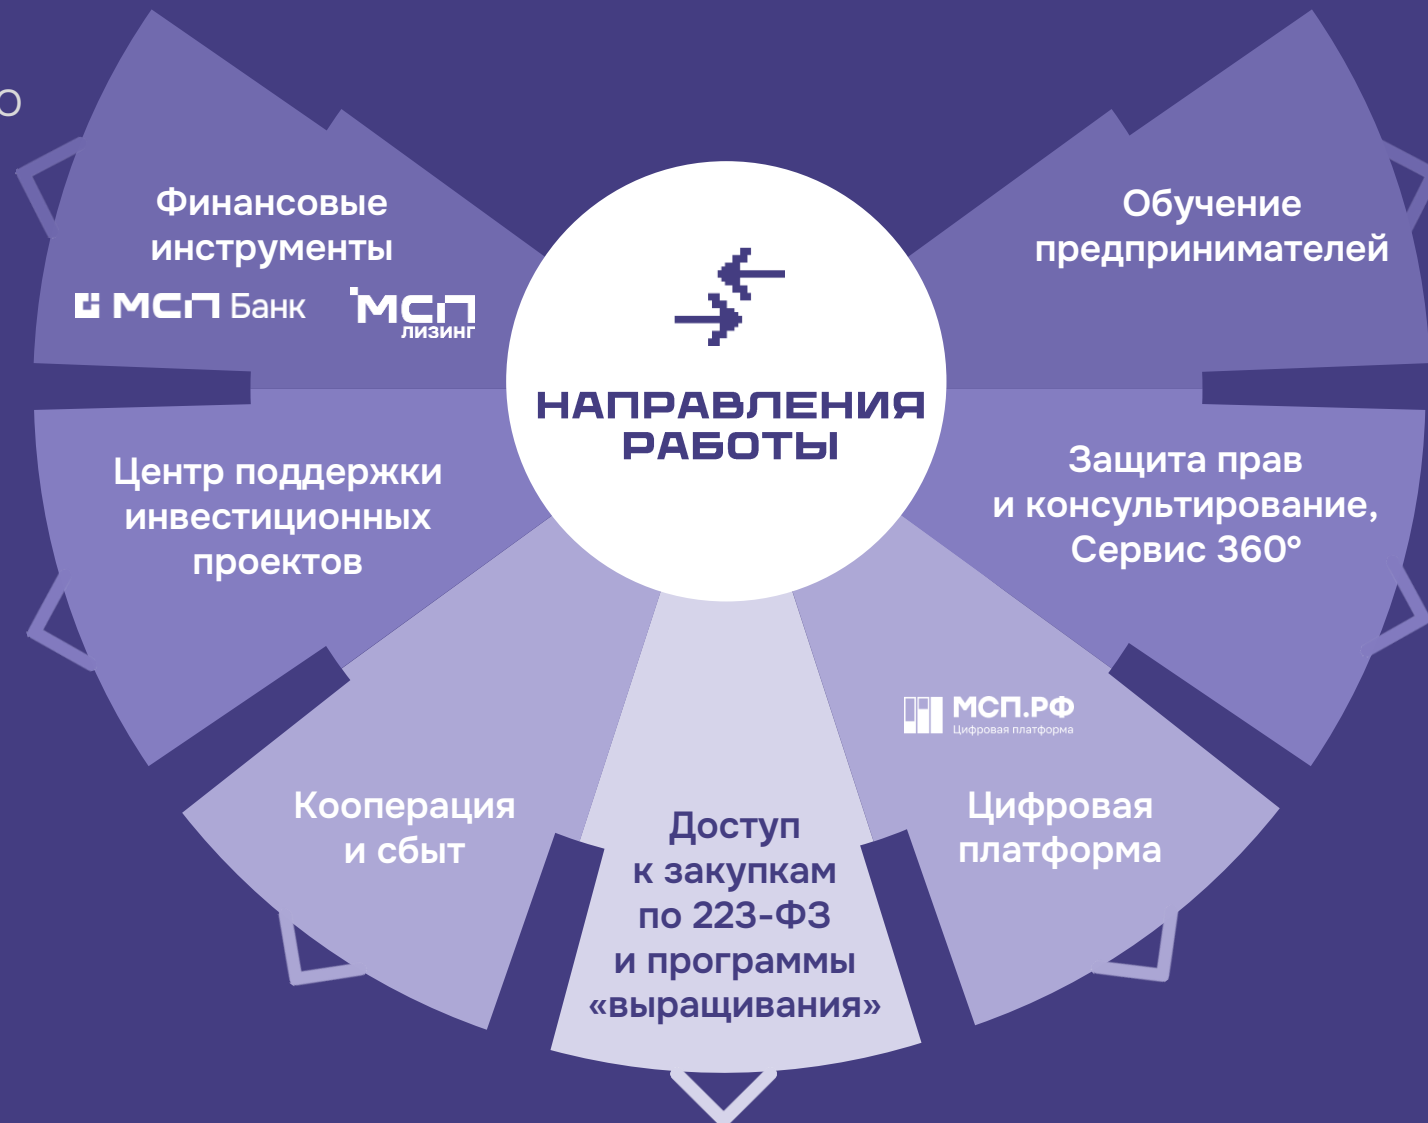 О
Финансовые
инструменты
МСП Банк
МСП
лизинг
НАПРАВЛЕНИЯ
РАБОТЫ
Обучение
предпринимателей
Центр поддержки
инвестиционных
проектов
Защита прав
и консультирование,
Сервис 360°
Кооперация
и сбыт
Доступ
к закупкам
по 223-ФЗ
и программы
«выращивания»
МСП.РФ
Цифровая платформа
Цифровая
платформа